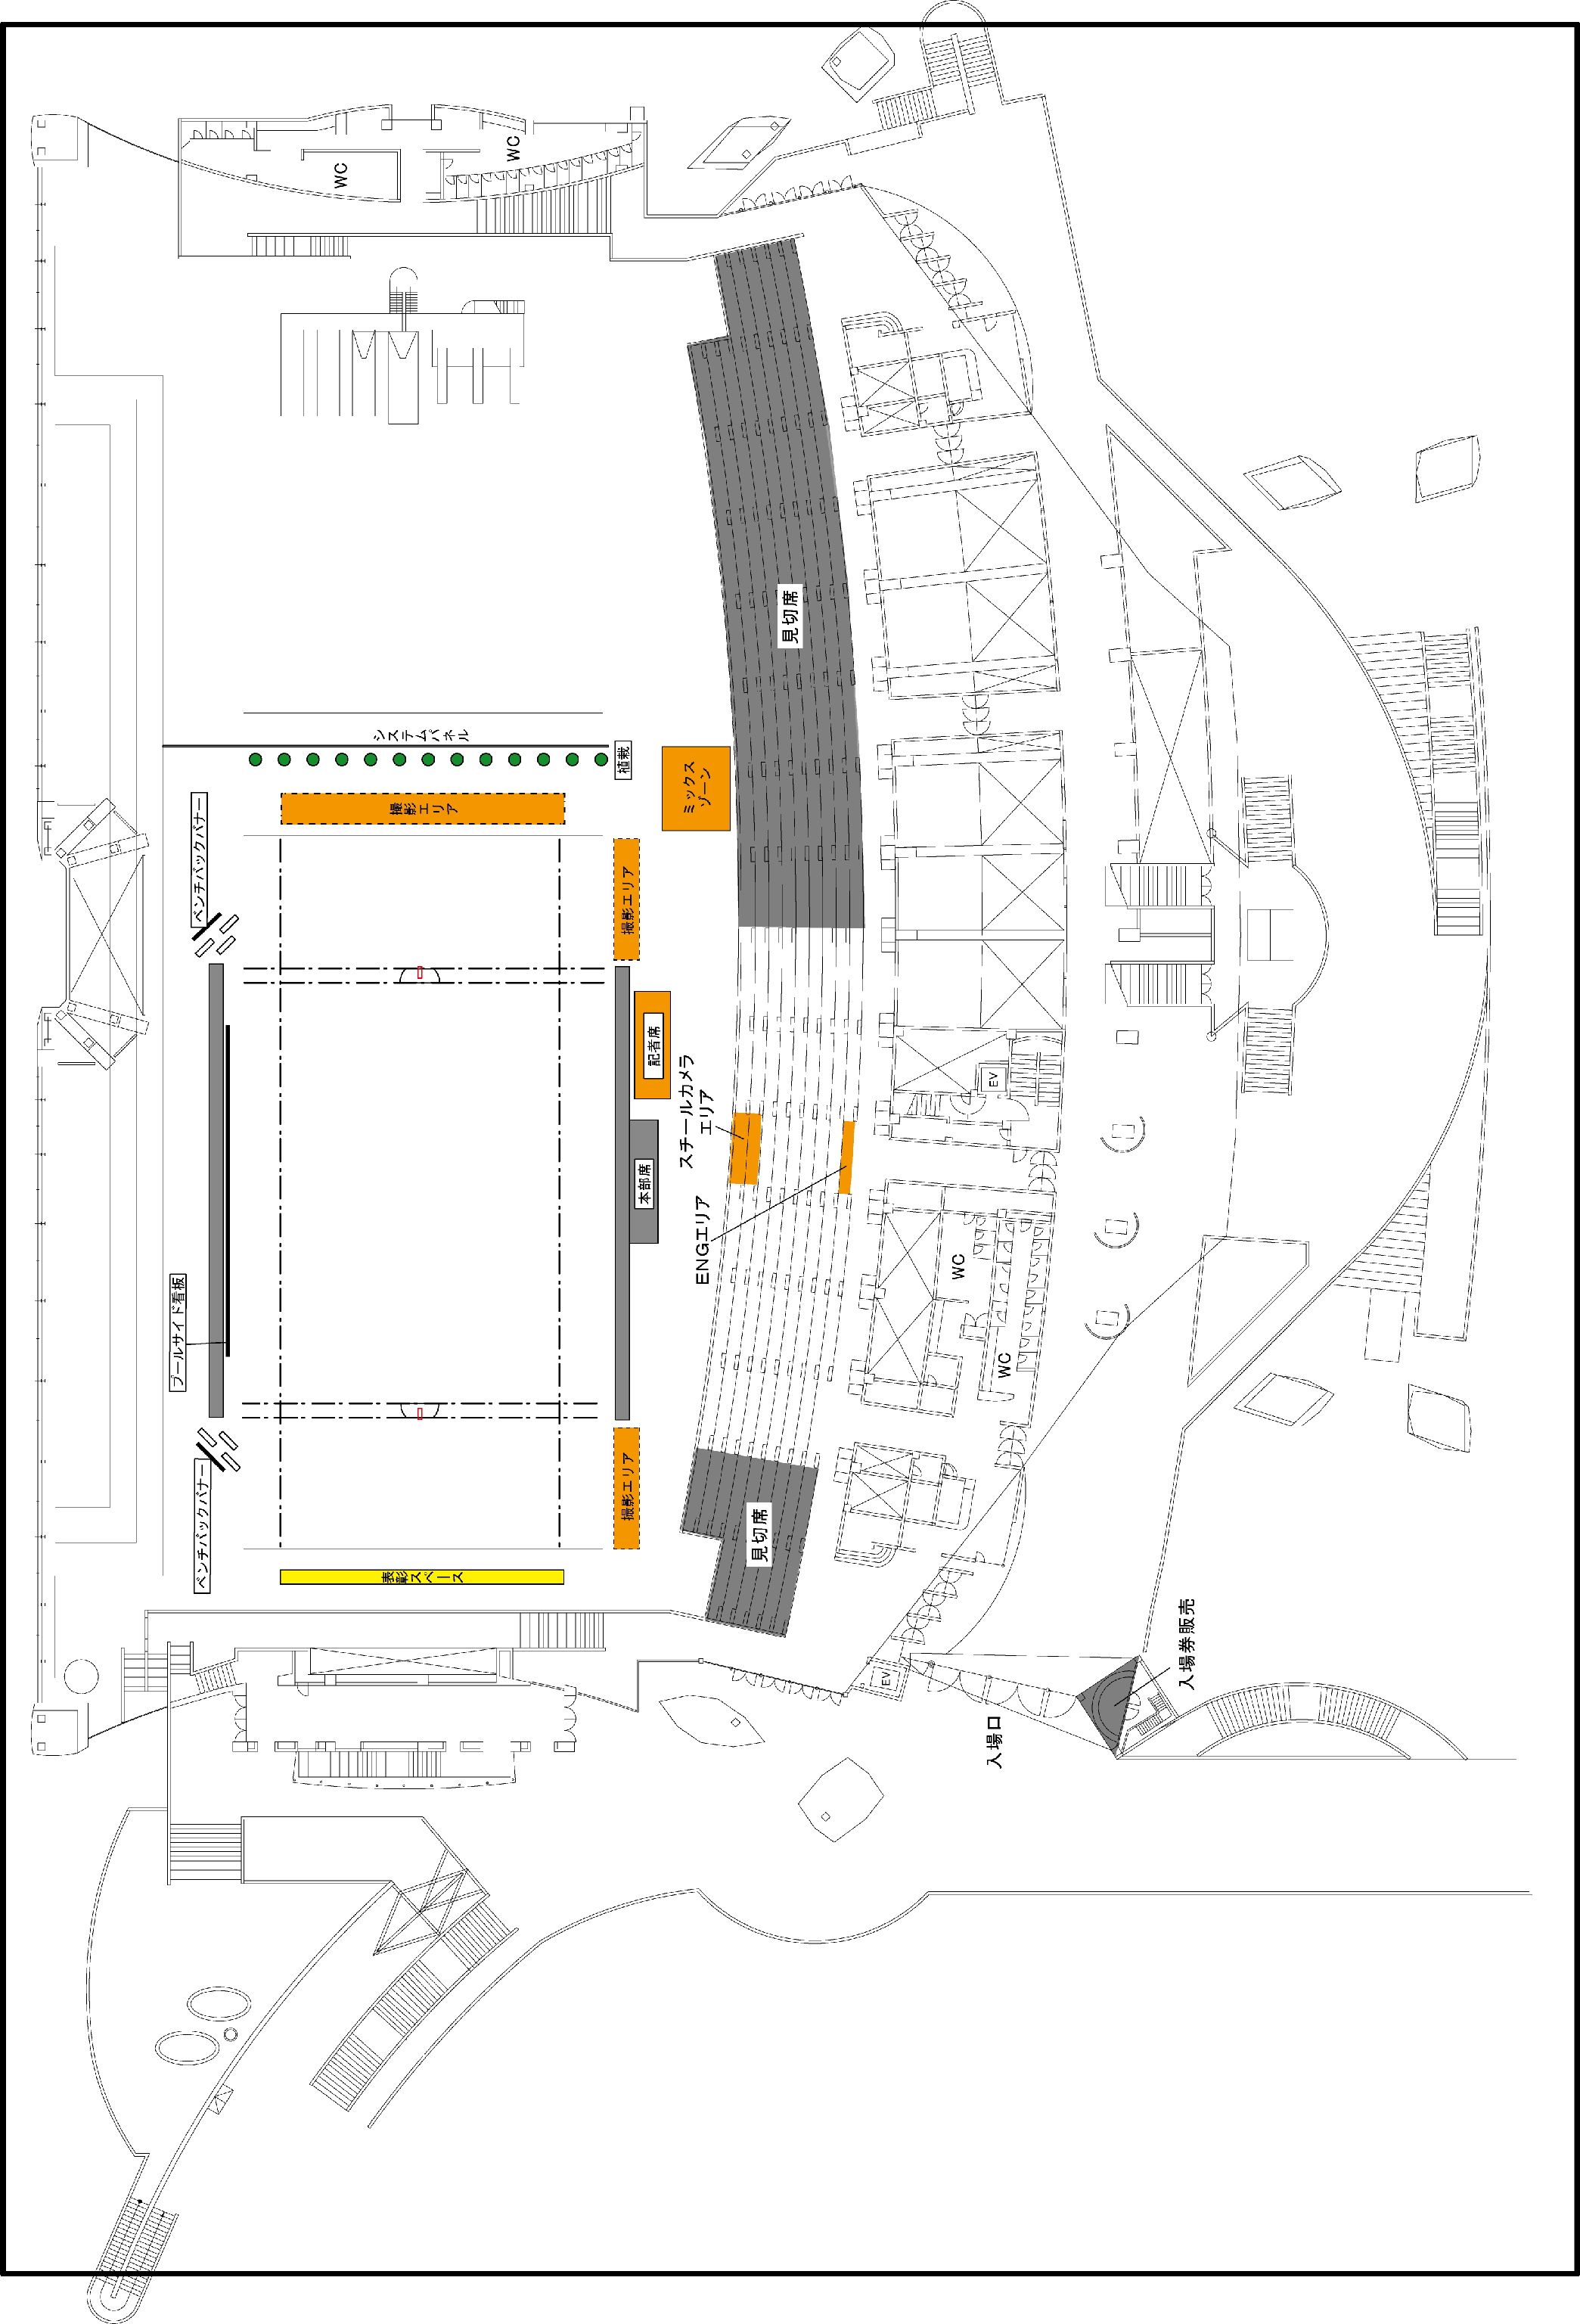 WC
WC
見切席
システムパネル
植栽
ミックス
ゾーン
撮影エリア
ベンチバックバナー
撮影エリア
記者席
スチールカメラ
エリア
EV
本部席
ENGエリア
WC
プールサイド看板
WC
ベンチバックバナー
撮影エリア
見切席
表彰スペース
入場券販売
EV
入場口